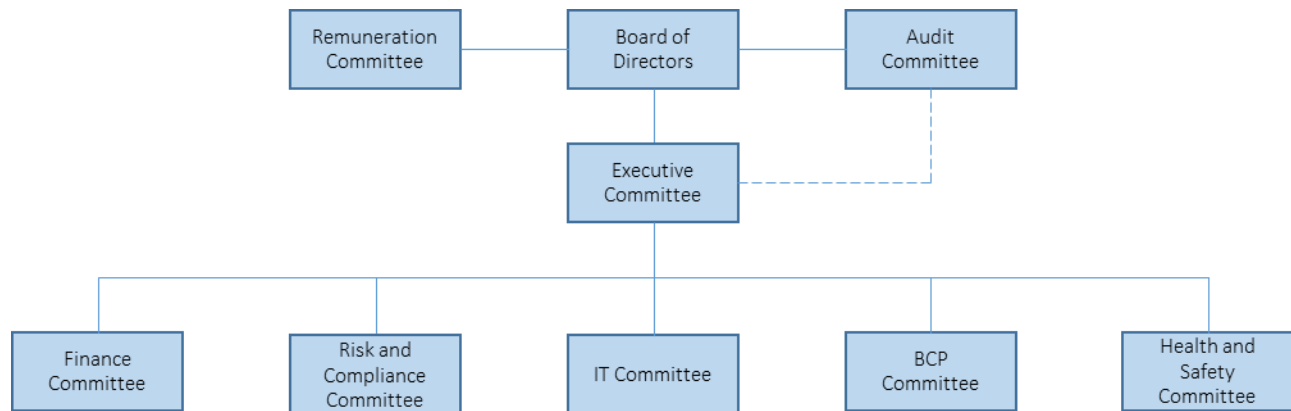 Remuneration
Committee
Board of
Directors
Audit
Committee
Executive
Committee
Finance
Committee
Risk and
Compliance
Committee
IT Committee
BCP
Committee
Health and
Safety
Committee